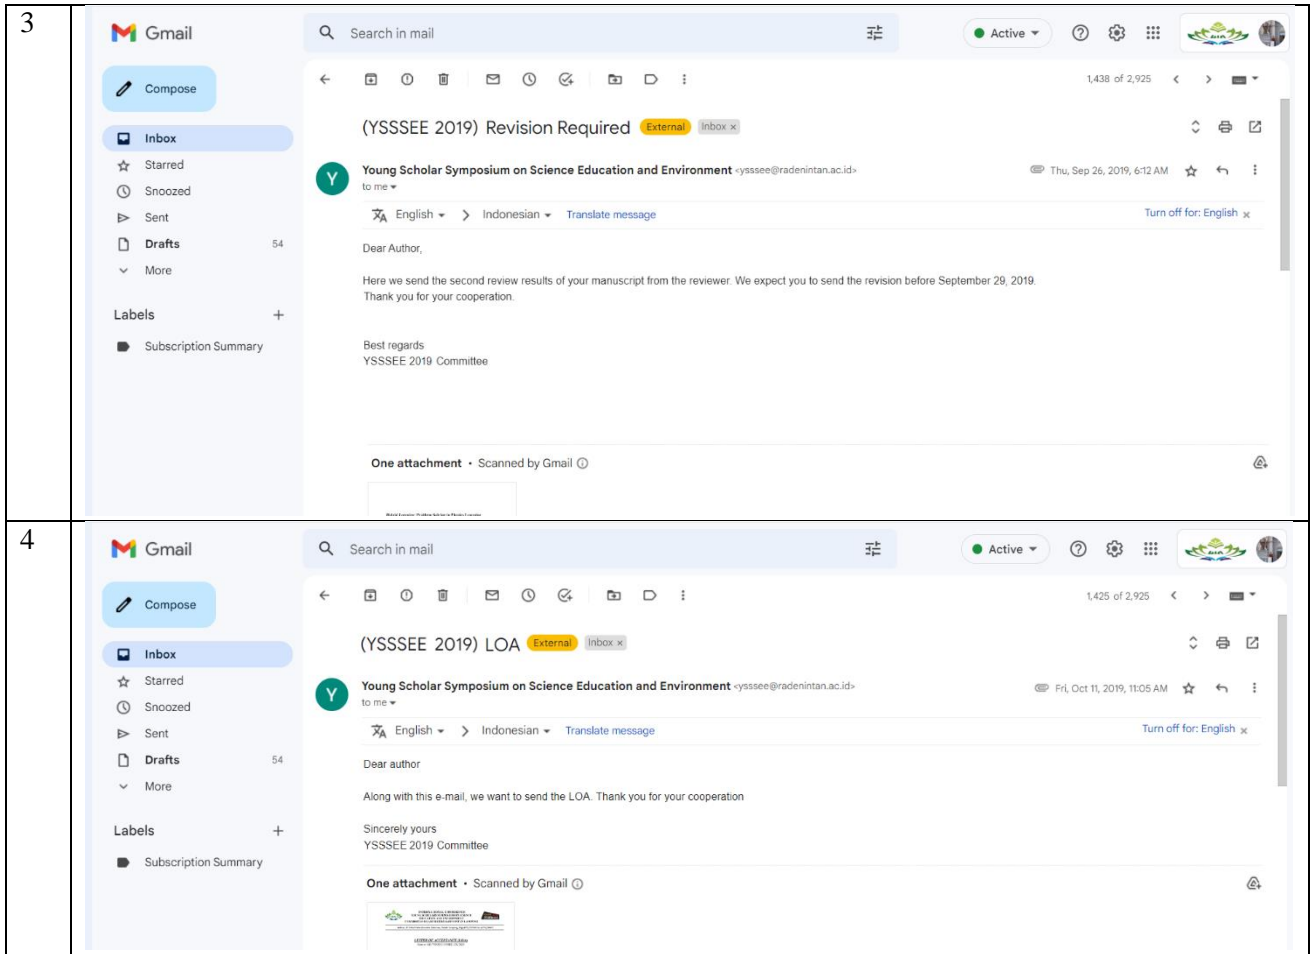 3
Gmail
Search in mail
Active
Compose
1,438 of 2,925
Inbox
(YSSSEE 2019) Revision Required External Inbox ×
Starred
Y Young Scholar Symposium on Science Education and Environment <ysssee@radenintan.ac.id> Thu, Sep 26, 2019, 6:12 AM
to me
Snoozed
Sent
English > Indonesian Translate message Turn off for: English ×
Drafts 54
Dear Author,
More
Here we send the second review results of your manuscript from the reviewer. We expect you to send the revision before September 29, 2019.
Thank you for your cooperation.
Labels +
Subscription Summary
Best regards
YSSSEE 2019 Committee
One attachment • Scanned by Gmail
4
Gmail
Search in mail
Active
Compose
1,425 of 2,925
Inbox
(YSSSEE 2019) LOA External Inbox ×
Starred
Y Young Scholar Symposium on Science Education and Environment <ysssee@radenintan.ac.id> Fri, Oct 11, 2019, 11:05 AM
to me
Snoozed
Sent
English > Indonesian Translate message Turn off for: English ×
Drafts 54
Dear author
More
Along with this e-mail, we want to send the LOA. Thank you for your cooperation
Labels +
Sincerely yours
YSSSEE 2019 Committee
Subscription Summary
One attachment • Scanned by Gmail